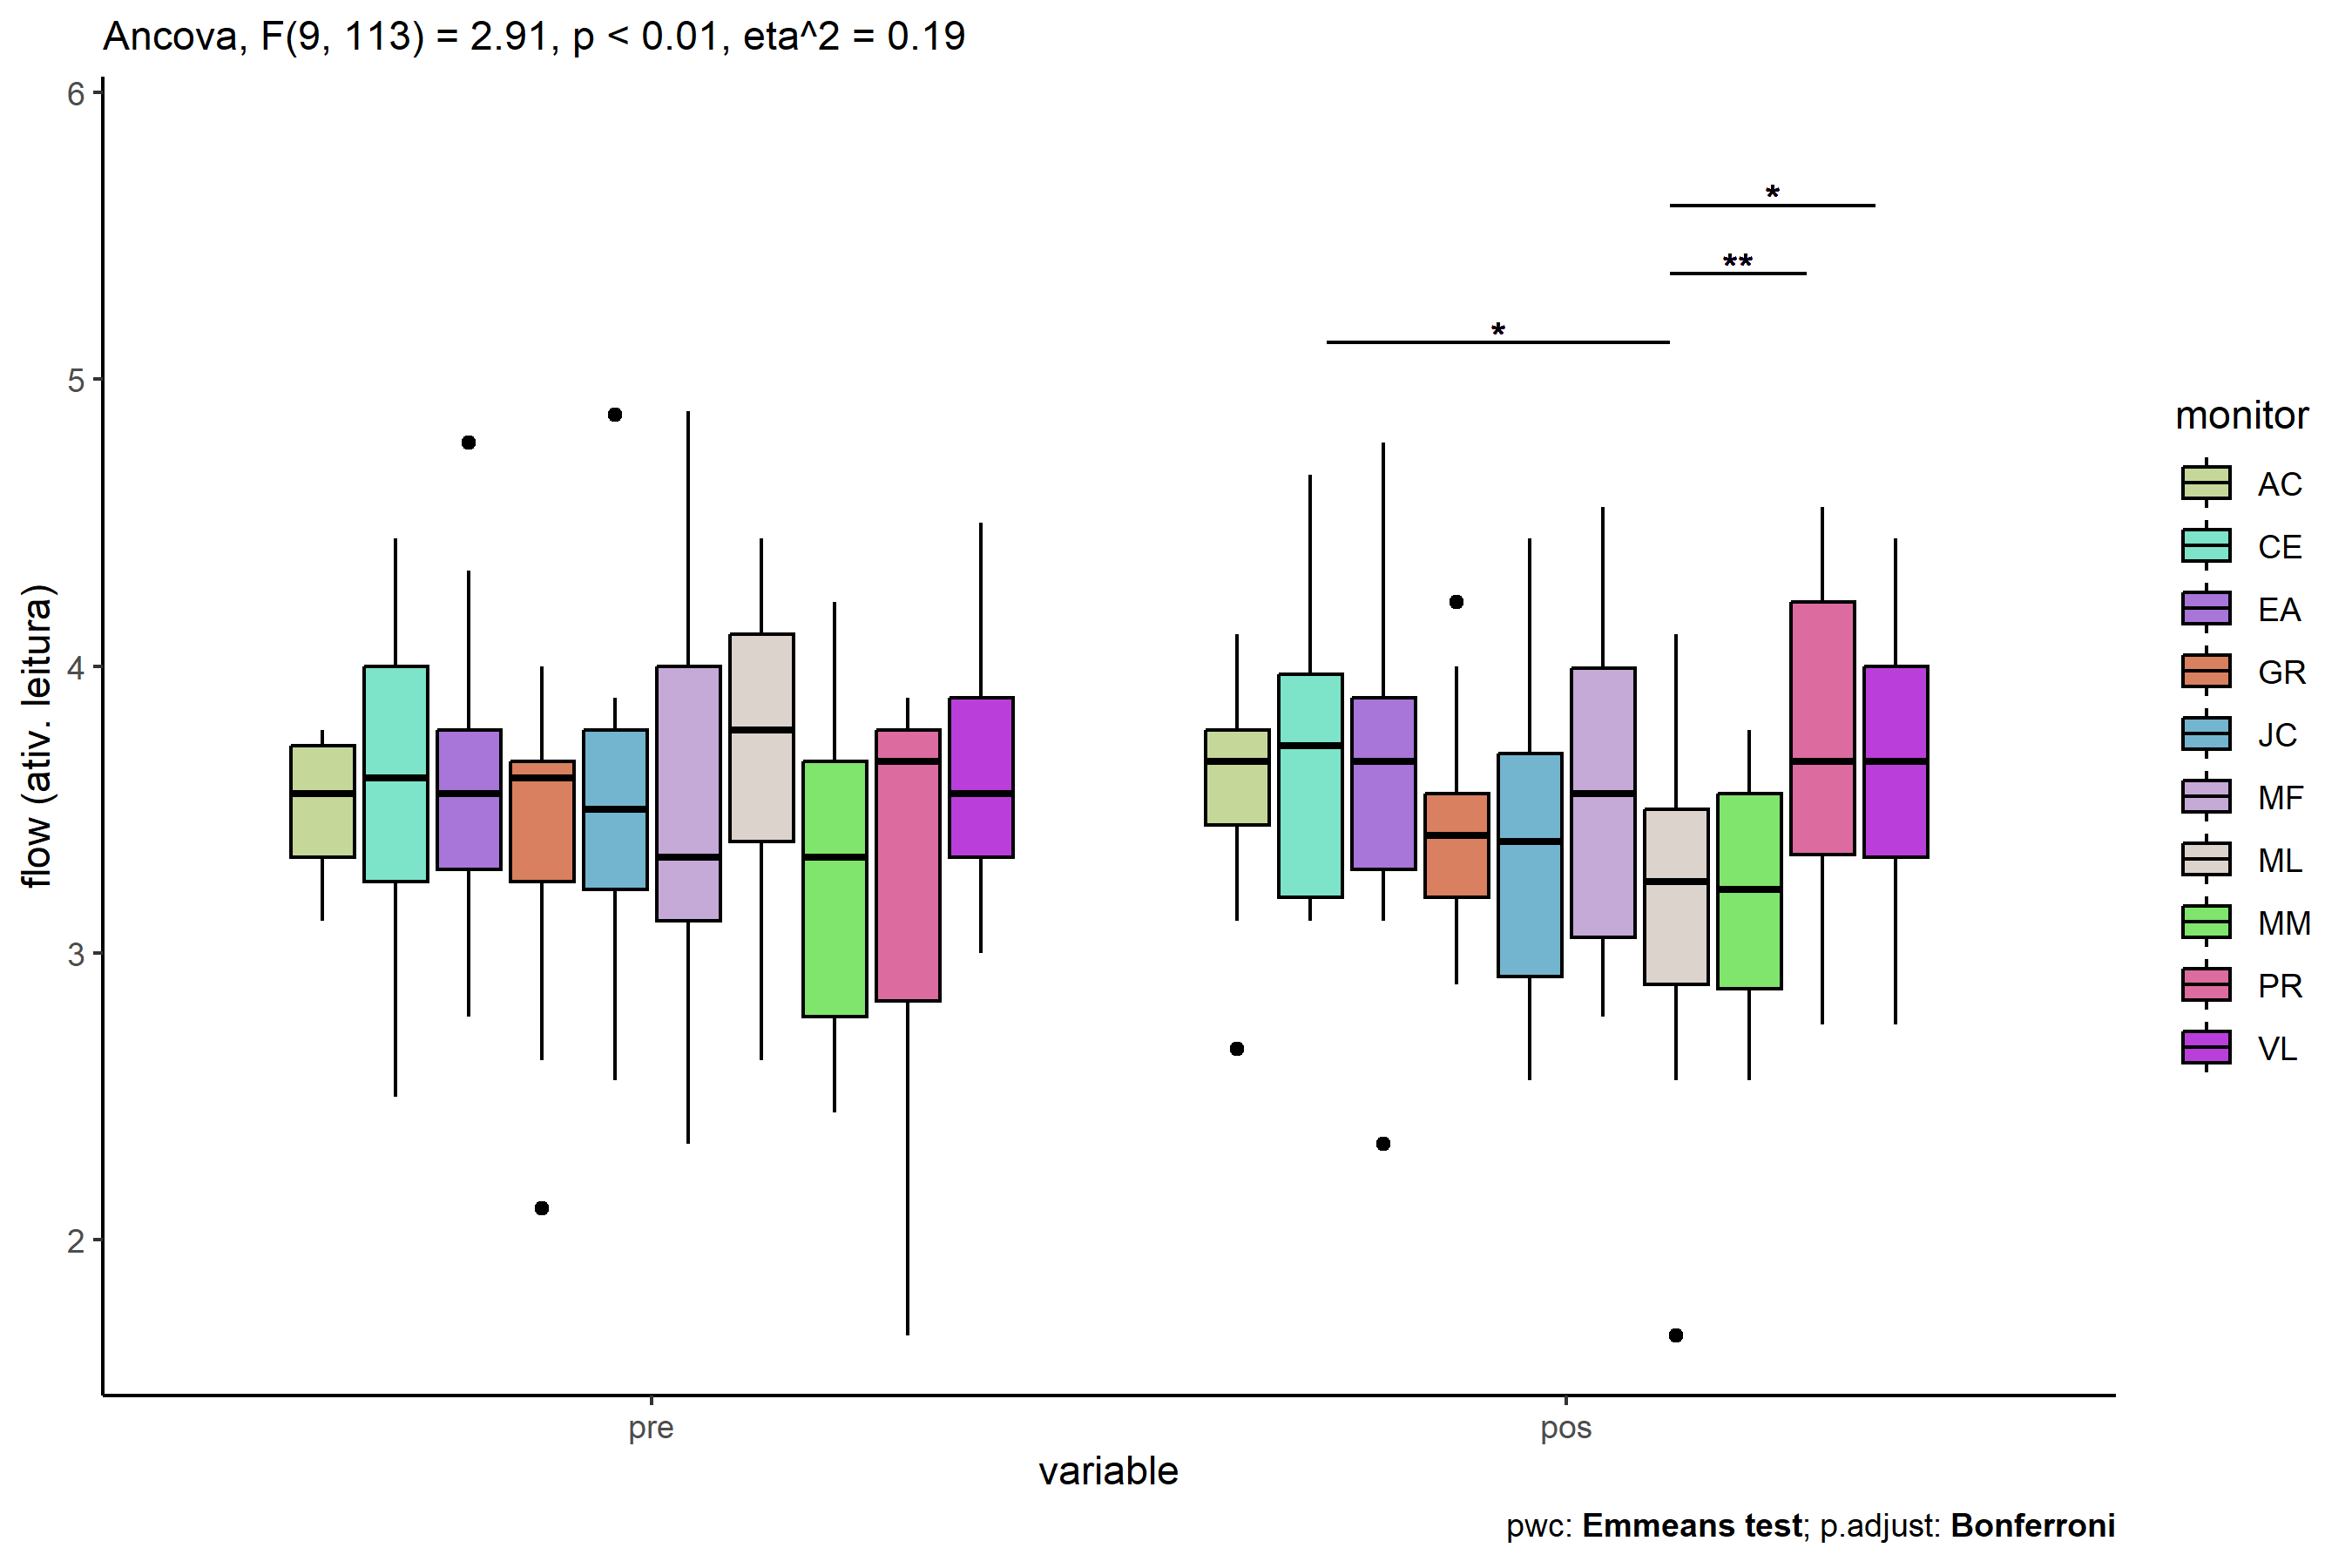 Ancova, F(9, 113) = 2.91, p < 0.01, eta^2 = 0.19
6
5
4
3
2
flow (ativ. leitura)
*
**
*
pre
pos
variable
monitor
AC
CE
EA
GR
JC
MF
ML
MM
PR
VL
pwc: Emmeans test; p.adjust: Bonferroni